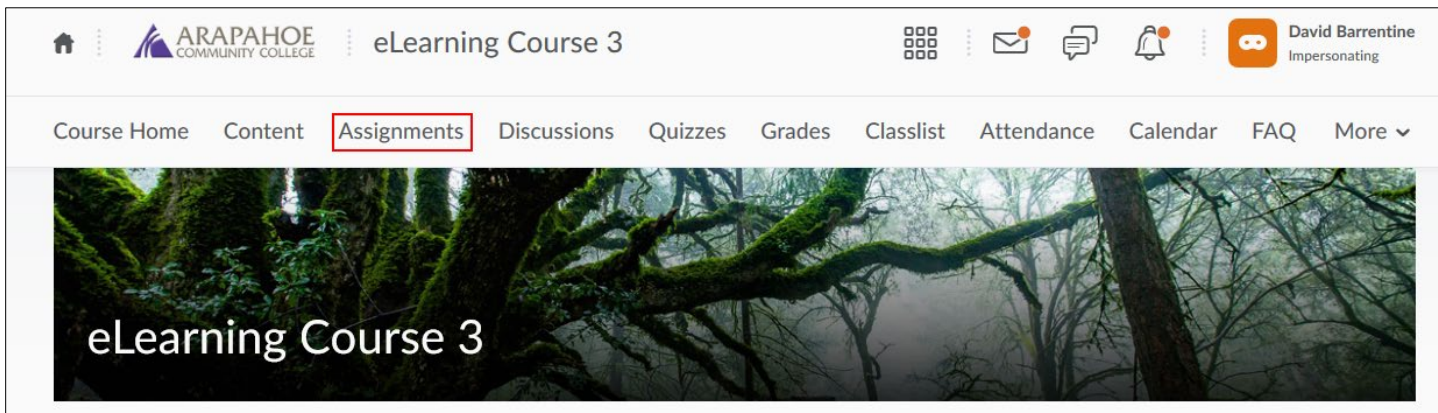 ARAPAHOE
COMMUNITY COLLEGE
eLearning Course 3
David Barrentine
Impersonating
Course Home Content Assignments Discussions Quizzes Grades Classlist Attendance Calendar FAQ More
eLearning Course 3